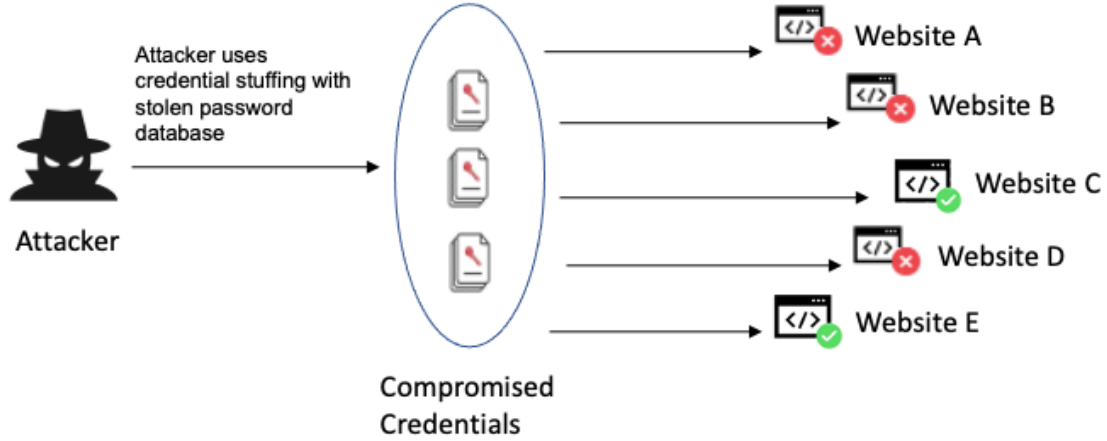 Attacker uses
credential stuffing with
stolen password
database
Attacker
Compromised
Credentials
</> Website A
</> Website B
</> Website C
</> Website D
</> Website E